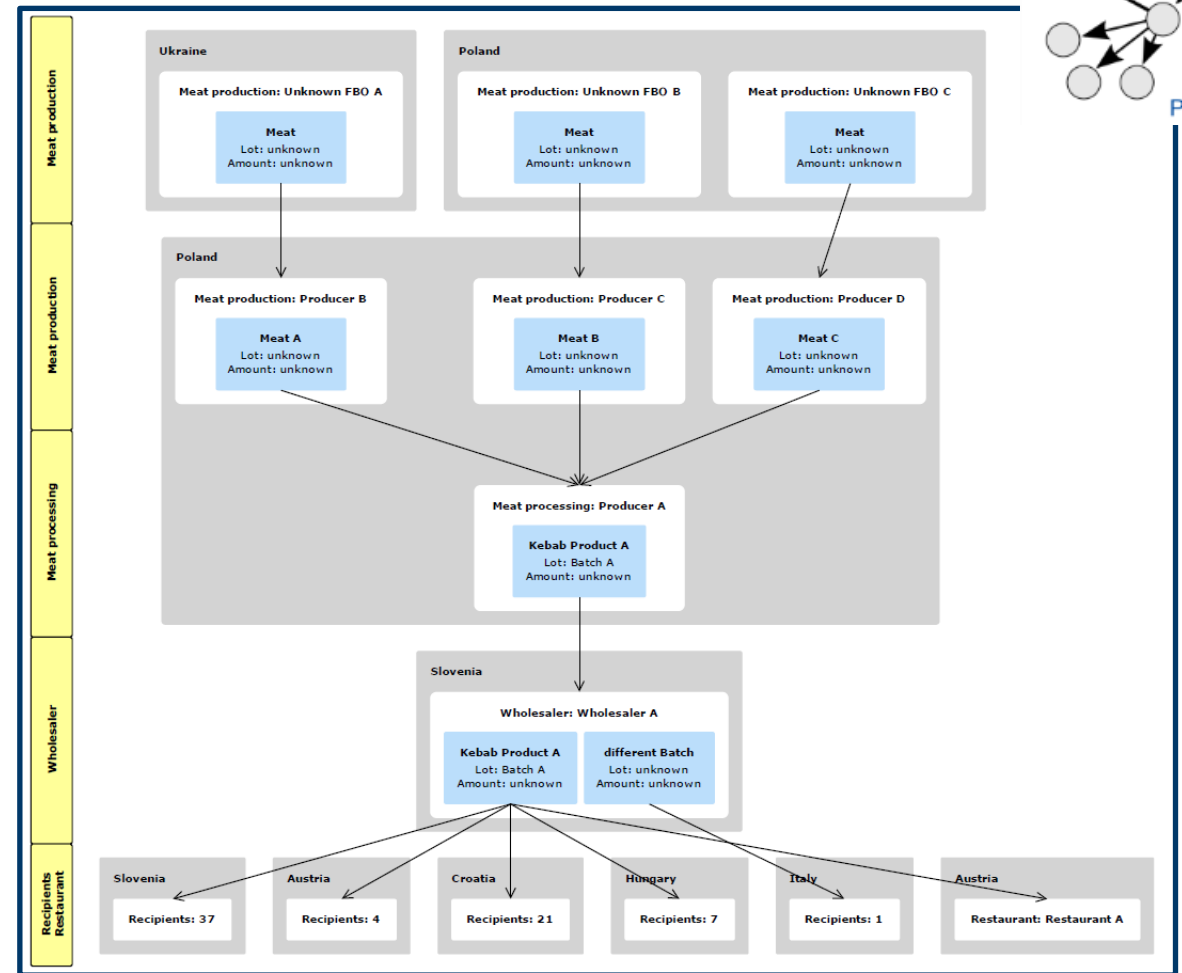 Meat production
Ukraine
Poland
Meat production: Unknown FBO A
Meat
Lot: unknown
Amount: unknown
Meat production: Unknown FBO B
Meat
Lot: unknown
Amount: unknown
Meat production: Unknown FBO C
Meat
Lot: unknown
Amount: unknown
P
Meat production
Poland
Meat production: Producer B
Meat A
Lot: unknown
Amount: unknown
Meat production: Producer C
Meat B
Lot: unknown
Amount: unknown
Meat production: Producer D
Meat C
Lot: unknown
Amount: unknown
Meat processing
Meat processing: Producer A
Kebab Product A
Lot: Batch A
Amount: unknown
Wholesaler
Slovenia
Wholesaler: Wholesaler A
Kebab Product A
Lot: Batch A
Amount: unknown
different Batch
Lot: unknown
Amount: unknown
Recipients
Restaurant
Slovenia
Recipients: 37
Austria
Recipients: 4
Croatia
Recipients: 21
Hungary
Recipients: 7
Italy
Recipients: 1
Austria
Restaurant: Restaurant A